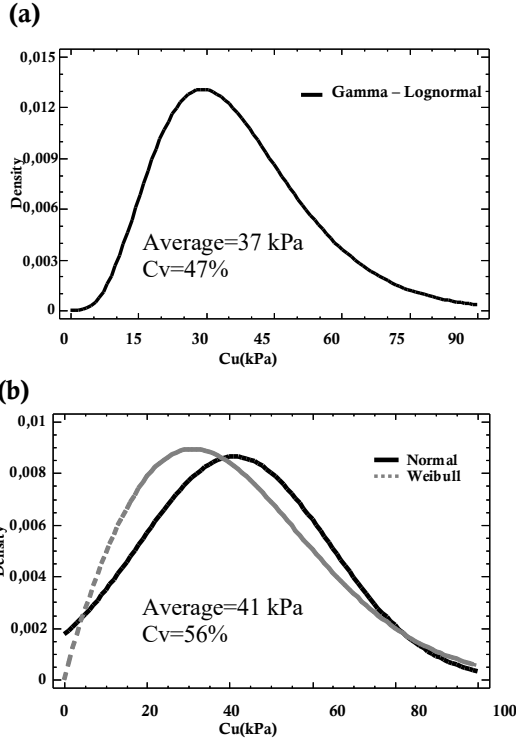 (a)
0,015
0,012
0,009
0,006
0,003
0
Density
Gamma – Lognormal
Average=37 kPa
Cv=47%
0 15 30 45 60 75 90
Cu(kPa)
(b)
0,01
0,008
0,006
0,004
0,002
0
Density
Normal
Weibull
Average=41 kPa
Cv=56%
0 20 40 60 80 100
Cu(kPa)